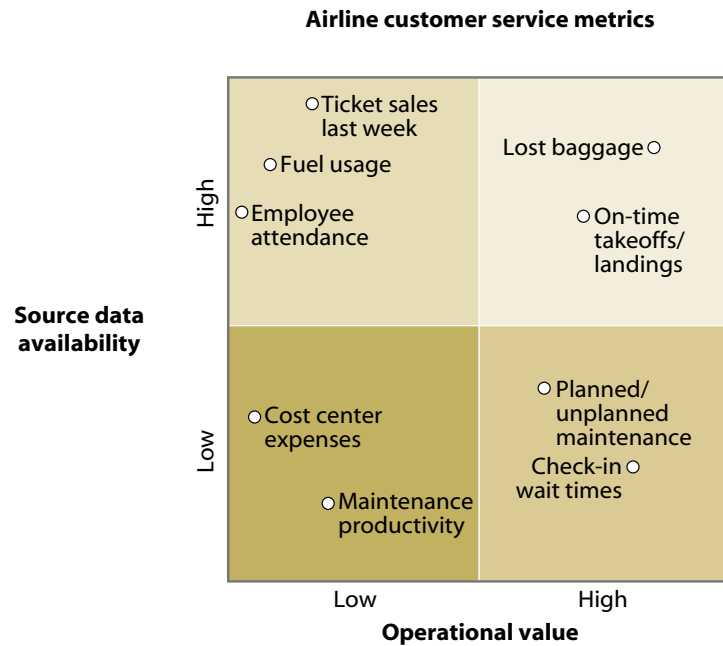 Airline customer service metrics
Ticket sales
last week
Lost baggage
Fuel usage
High
Employee
attendance
On-time
takeoffs/
landings
Source data
availability
Planned/
unplanned
maintenance
Cost center
expenses
Low
Check-in
wait times
Maintenance
productivity
Low
High
Operational value